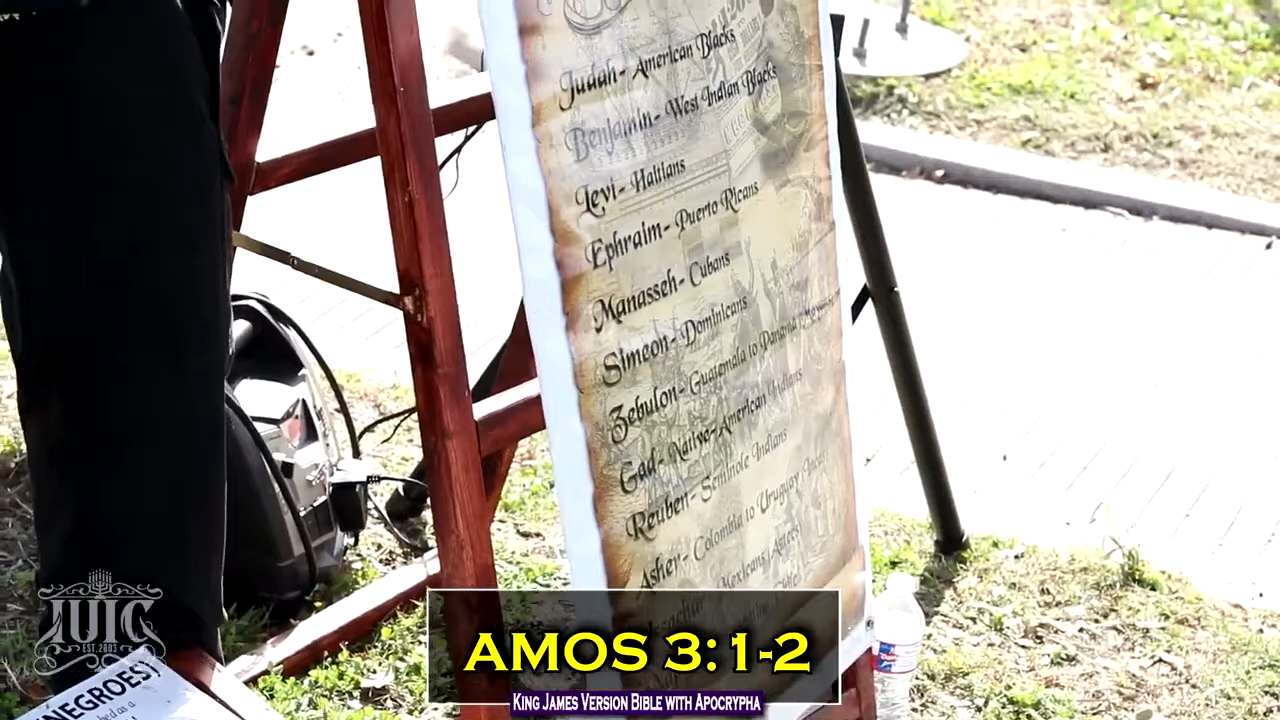 Judah- American Blacks
Benjamin- West Indian Blacks
Levi- Haitians
Ephraim- Puerto Ricans
Manasseh- Cubans
Simeon- Dominicans
Zebulon- Guatemala to Panama
Gad- Native-American Indians
Reuben- Seminole Indians
Asher- Colombia to Uruguay
Mexicans (Aztec)
IUIC
EST. 2003
NEGROES)
AMOS 3: 1-2
KING JAMES VERSION BIBLE WITH APOCRYPHA